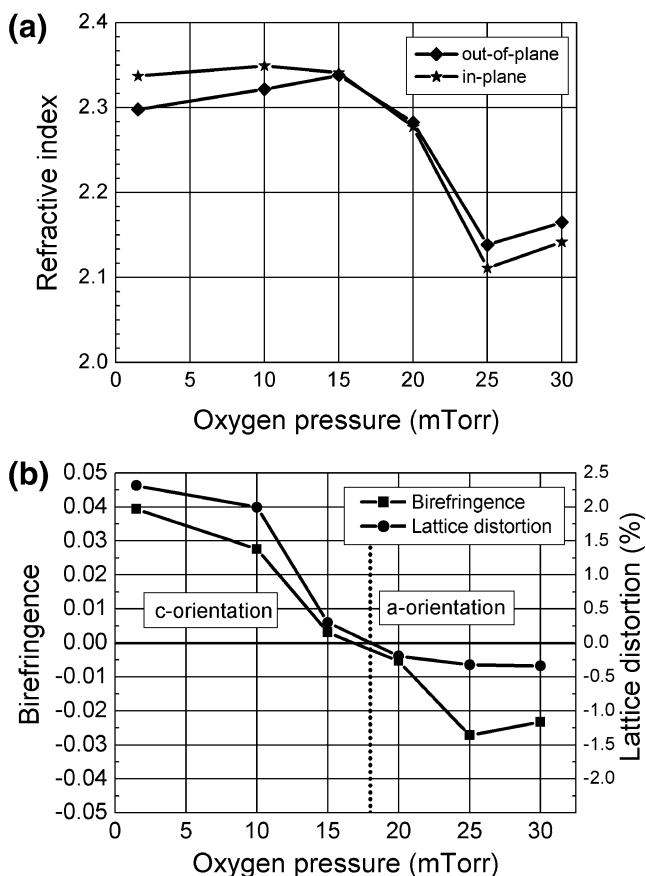 (a)
2.4
2.3
2.2
2.1
2.0
Refractive index
out-of-plane
in-plane
0 5 10 15 20 25 30
Oxygen pressure (mTorr)
(b)
0.05
0.04
0.03
0.02
0.01
0.00
-0.01
-0.02
-0.03
-0.04
-0.05
Birefringence
Birefringence
Lattice distortion
c-orientation
a-orientation
2.5
2.0
1.5
1.0
0.5
0.0
-0.5
-1.0
-1.5
-2.0
Lattice distortion (%)
0 5 10 15 20 25 30
Oxygen pressure (mTorr)